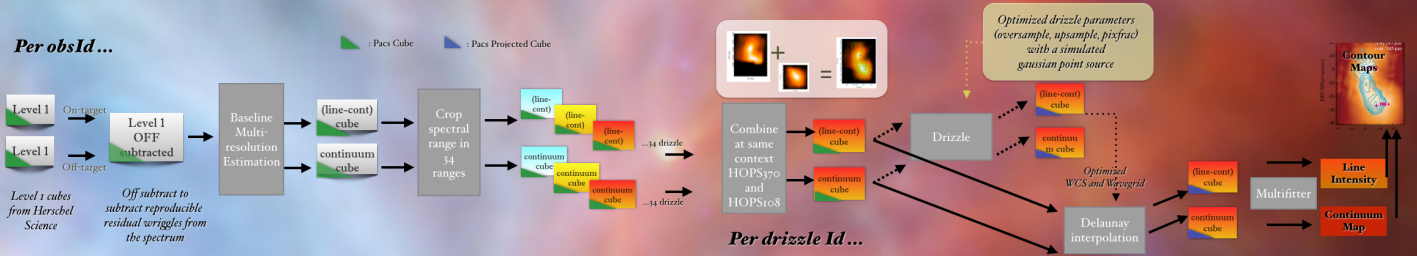 Per obsId ...
: Pacs Cube
: Pacs Projected Cube
Level 1
On-target
Level 1
Off-target
Level 1
OFF
subtracted
Level 1 cubes
from Herschel
Science
Off subtract to
subtract reproducible
residual wriggles from
the spectrum
Baseline
Multi-
resolution
Estimation
(line-cont)
cube
continuum
cube
Crop
spectral
range in
34
ranges
(line-
cont)
(line-
cont)
(line-
cont)
...34 drizzle
continuum
cube
continuum
cube
continuum
cube
...34 drizzle
+
=
Combine
at same
context
HOPS370
and
HOPS108
Per drizzle Id ...
(line-cont)
cube
continuum
cube
Optimized drizzle parameters
(oversample, upsample, pixfrac)
with a simulated
gaussian point source
Drizzle
(line-cont)
cube
continuu
m cube
Optimized
WCS and Wavegrid
Delaunay
interpolation
(line-cont)
cube
continuum
cube
Multifitter
Line
Intensity
Continuum
Map
Contour
Maps